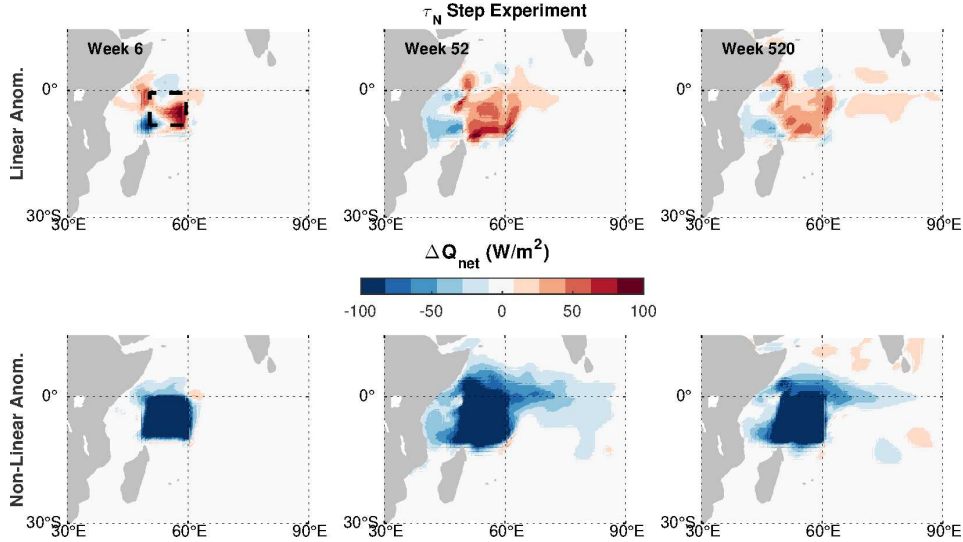 τN Step Experiment
Linear Anom.
Week 6
Week 52
Week 520
0°
0°
0°
30°S
30°E
60°E
90°E
30°S
30°E
60°E
90°E
30°S
30°E
60°E
90°E
ΔQnet (W/m²)
-100
-50
0
50
100
Non-Linear Anom.
0°
0°
0°
30°S
30°E
60°E
90°E
30°S
30°E
60°E
90°E
30°S
30°E
60°E
90°E